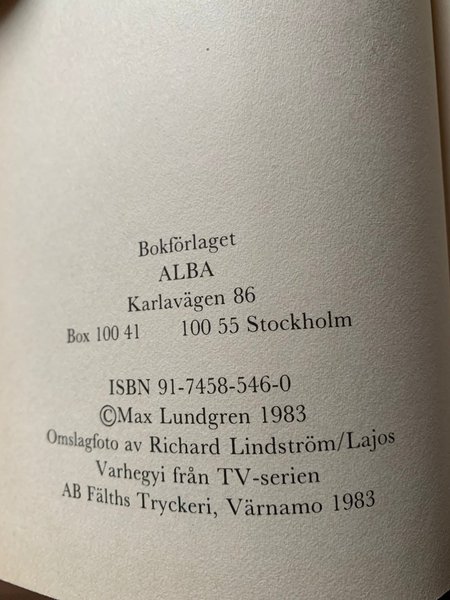 Bokförlaget
ALBA
Karlavägen 86
Box 100 41 100 55 Stockholm
ISBN 91-7458-546-0
©Max Lundgren 1983
Omslagfoto av Richard Lindström/Lajos
Varhegyi från TV-serien
AB Fälths Tryckeri, Värnamo 1983